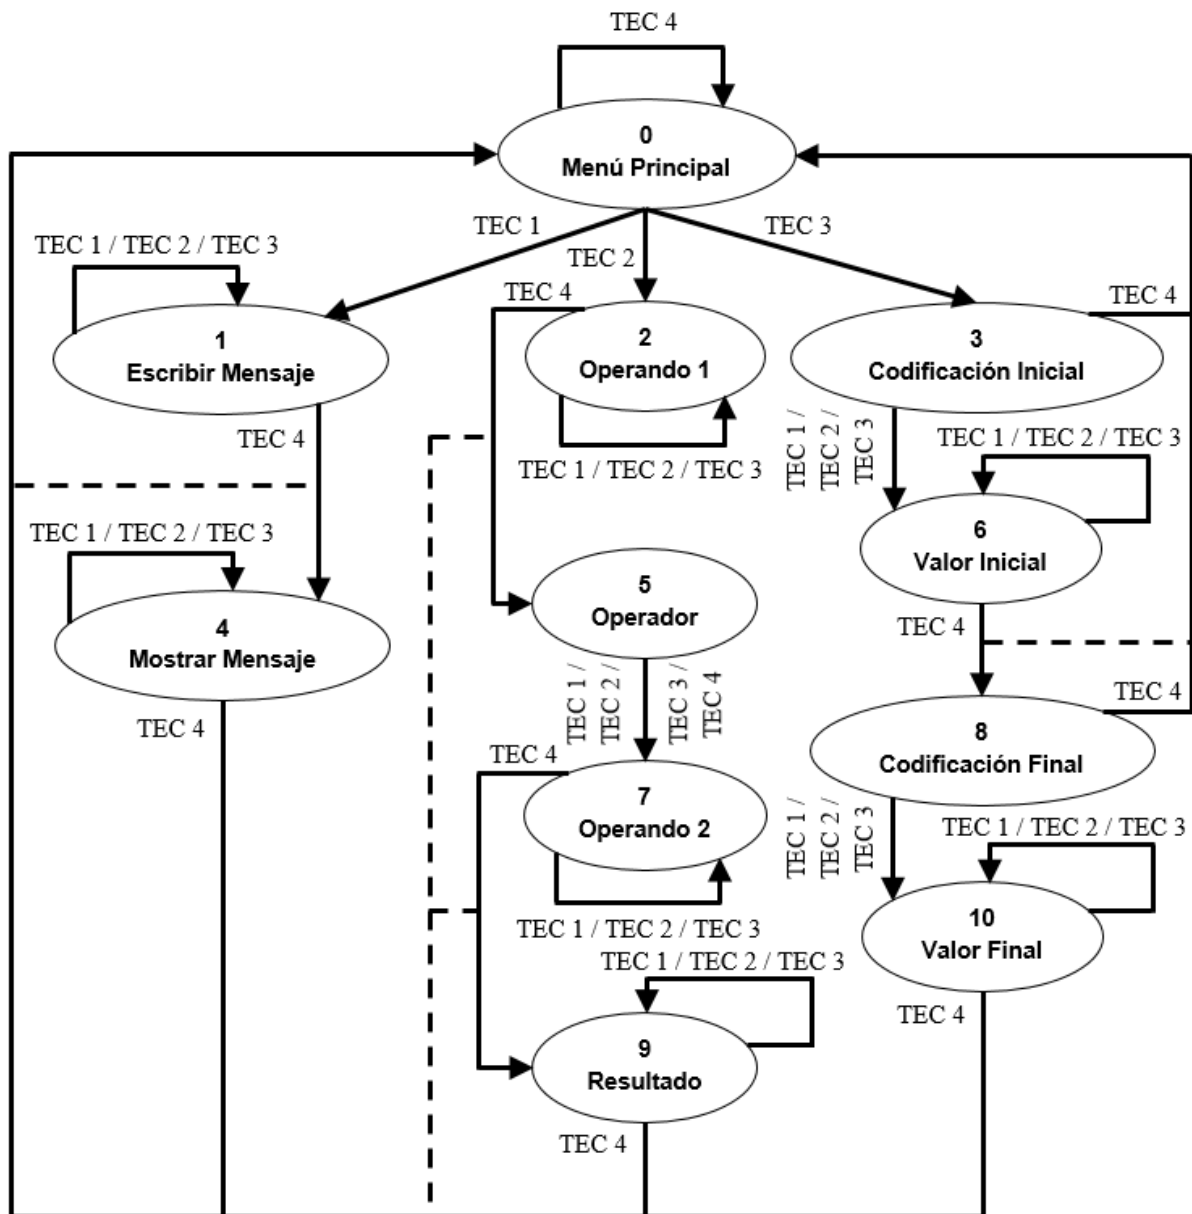 TEC 4
0
Menú Principal
TEC 1
TEC 2
TEC 3
TEC 1 / TEC 2 / TEC 3
1
Escribir Mensaje
TEC 4
TEC 4
2
Operando 1
TEC 1 / TEC 2 / TEC 3
3
Codificación Inicial
TEC 4
TEC 1 /
TEC 2 /
TEC 3
TEC 1 / TEC 2 / TEC 3
6
Valor Inicial
TEC 4
TEC 1 / TEC 2 / TEC 3
4
Mostrar Mensaje
TEC 4
5
Operador
TEC 1 /
TEC 2 /
TEC 3 /
TEC 4
TEC 4
7
Operando 2
TEC 1 / TEC 2 / TEC 3
TEC 4
8
Codificación Final
TEC 1 /
TEC 2 /
TEC 3
TEC 1 / TEC 2 / TEC 3
10
Valor Final
TEC 4
TEC 1 / TEC 2 / TEC 3
9
Resultado
TEC 4